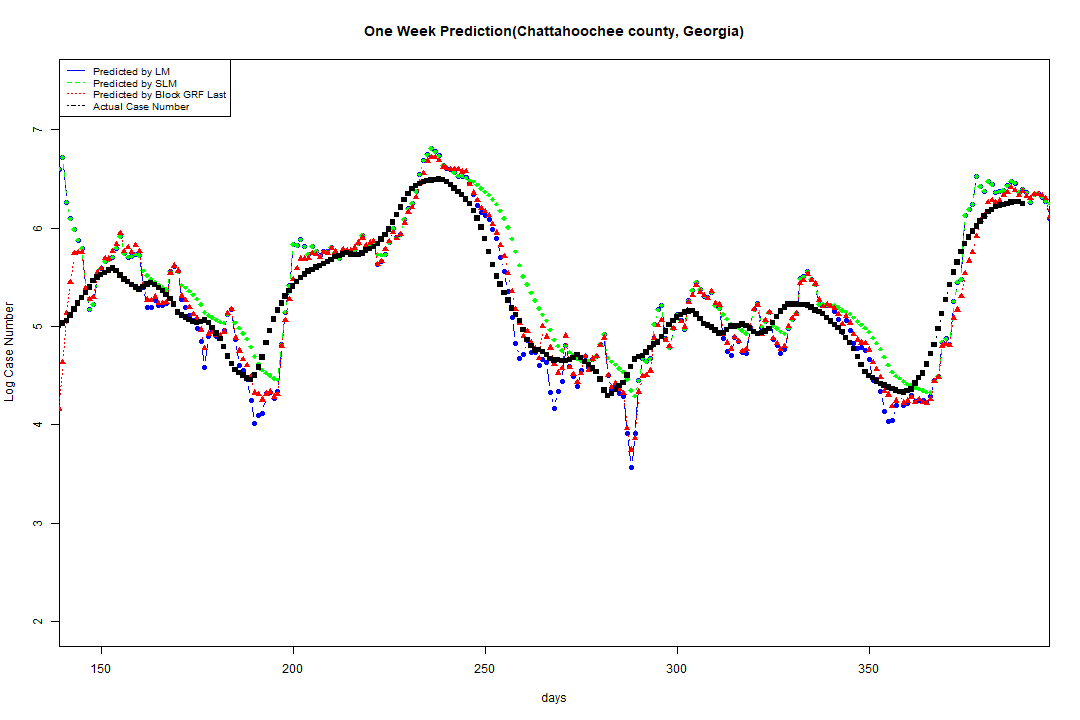 One Week Prediction(Chattahoochee county, Georgia)
Predicted by LM
Predicted by SLM
Predicted by Block GRF Last
Actual Case Number
7
6
5
4
3
2
Log Case Number
150 200 250 300 350
days